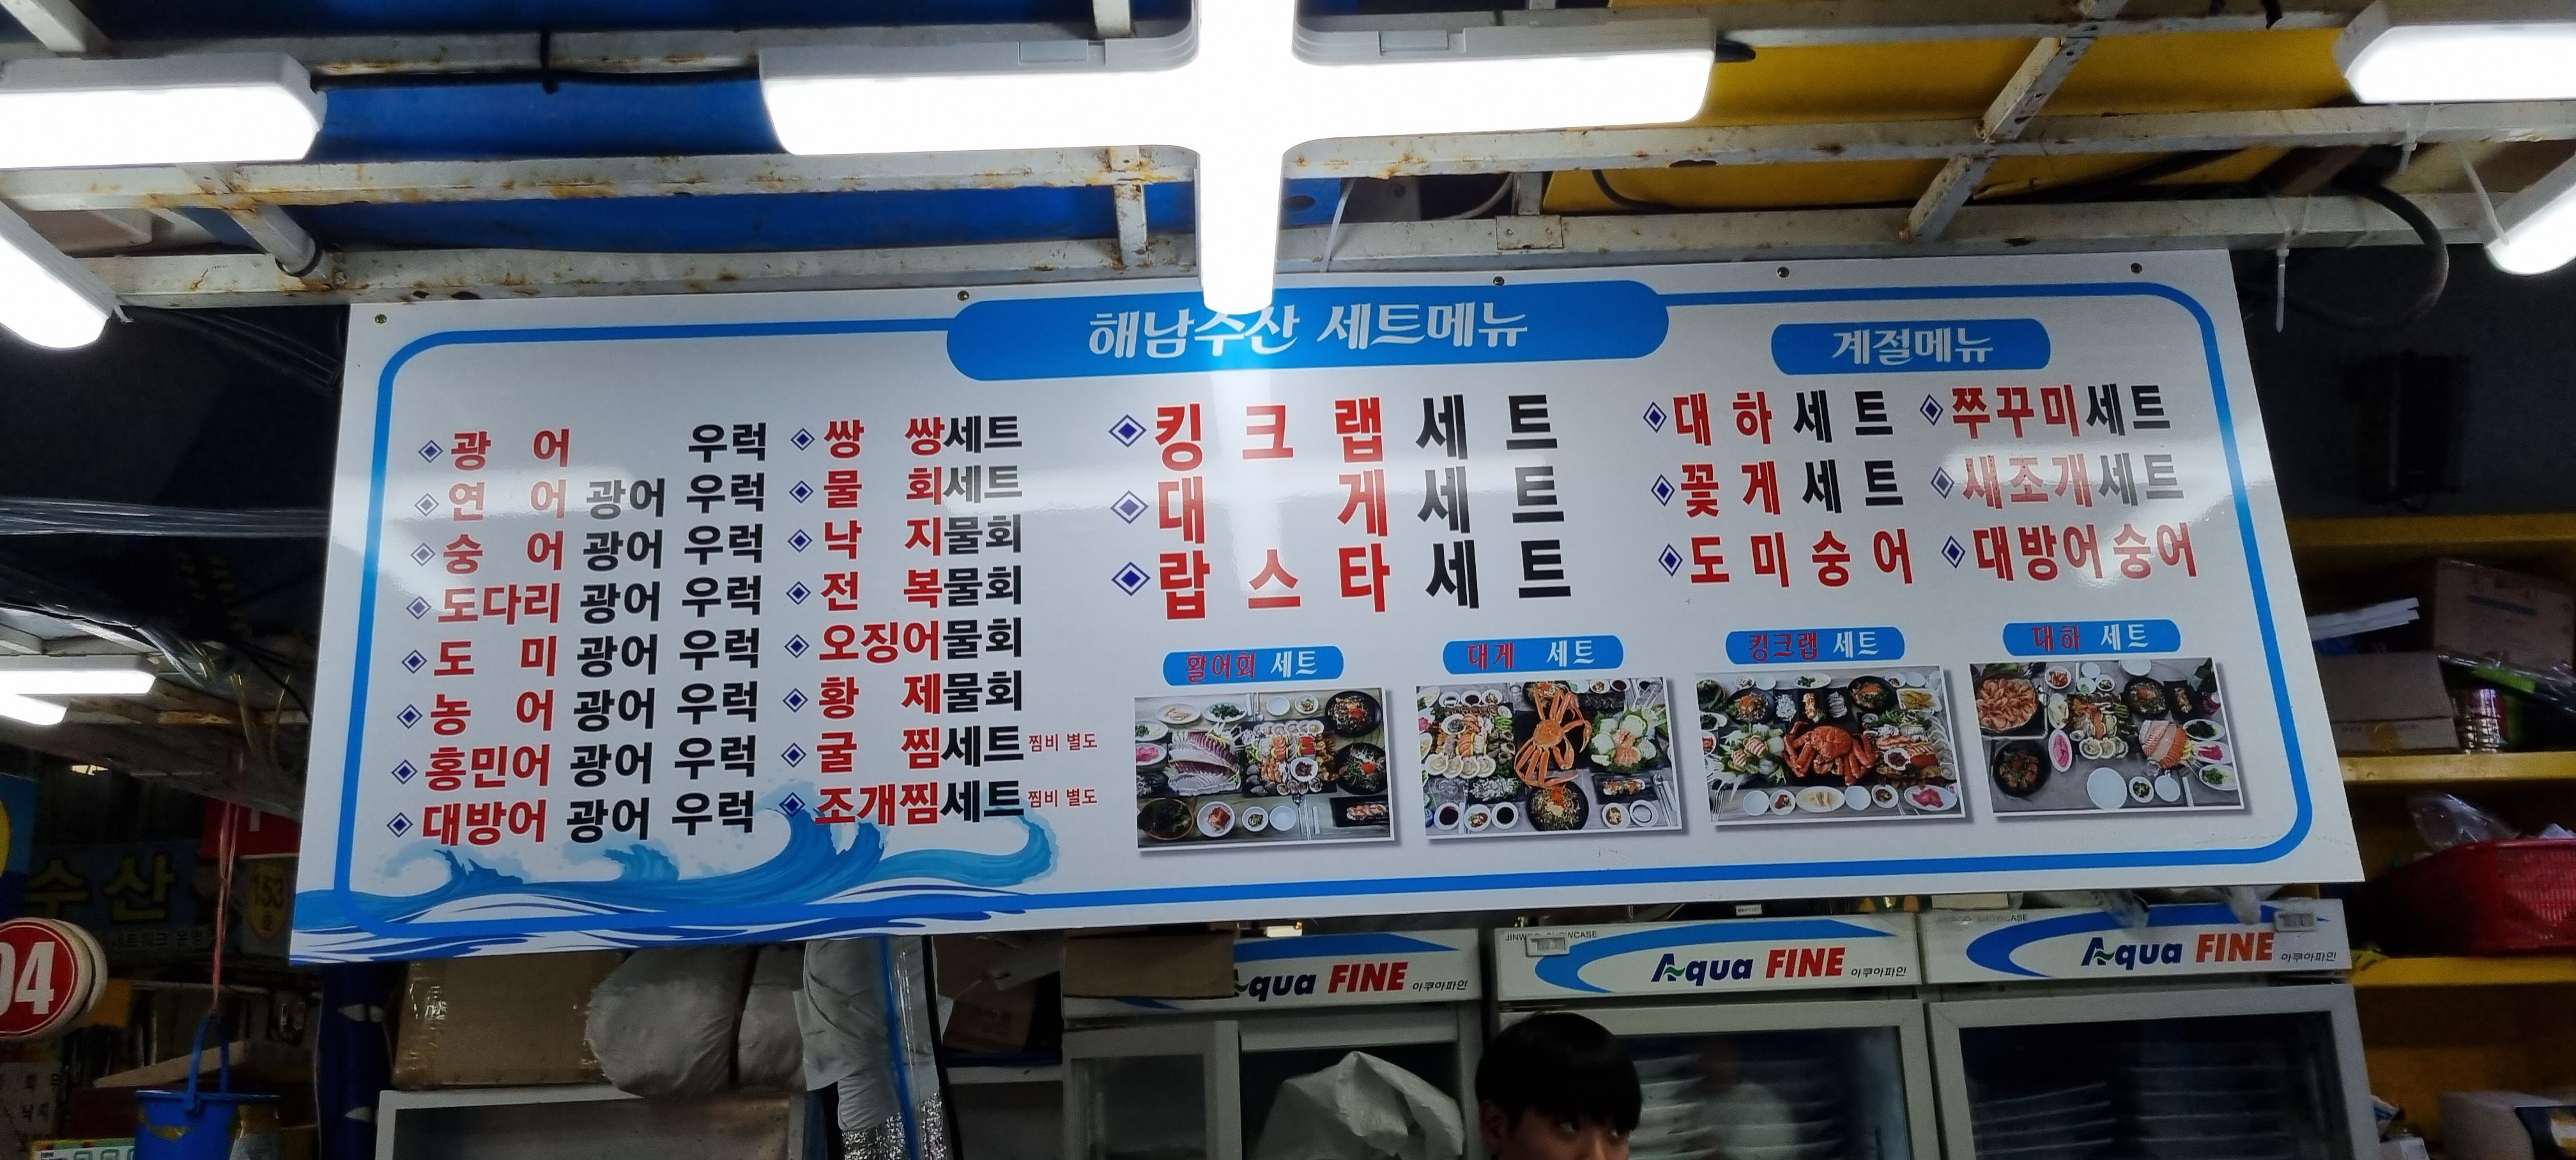 해남수산 세트메뉴
계절메뉴
광어 우럭
연어 광어 우럭
숭어 광어 우럭
도다리 광어 우럭
도미 광어 우럭
농어 광어 우럭
홍민어 광어 우럭
대방어 광어 우럭
쌍쌍세트
물회세트
낙지물회
전복물회
오징어물회
황제물회
굴찜세트 찜비 별도
조개찜세트 찜비 별도
킹크랩세트
대게세트
랍스타세트
대하세트
꽃게세트
도미숭어
쭈꾸미세트
새조개세트
대방어숭어
활어회 세트
대게 세트
킹크랩 세트
대하 세트
수산
153
04
Aqua FINE 아쿠아파인
Aqua FINE 아쿠아파인
Aqua FINE 아쿠아파인